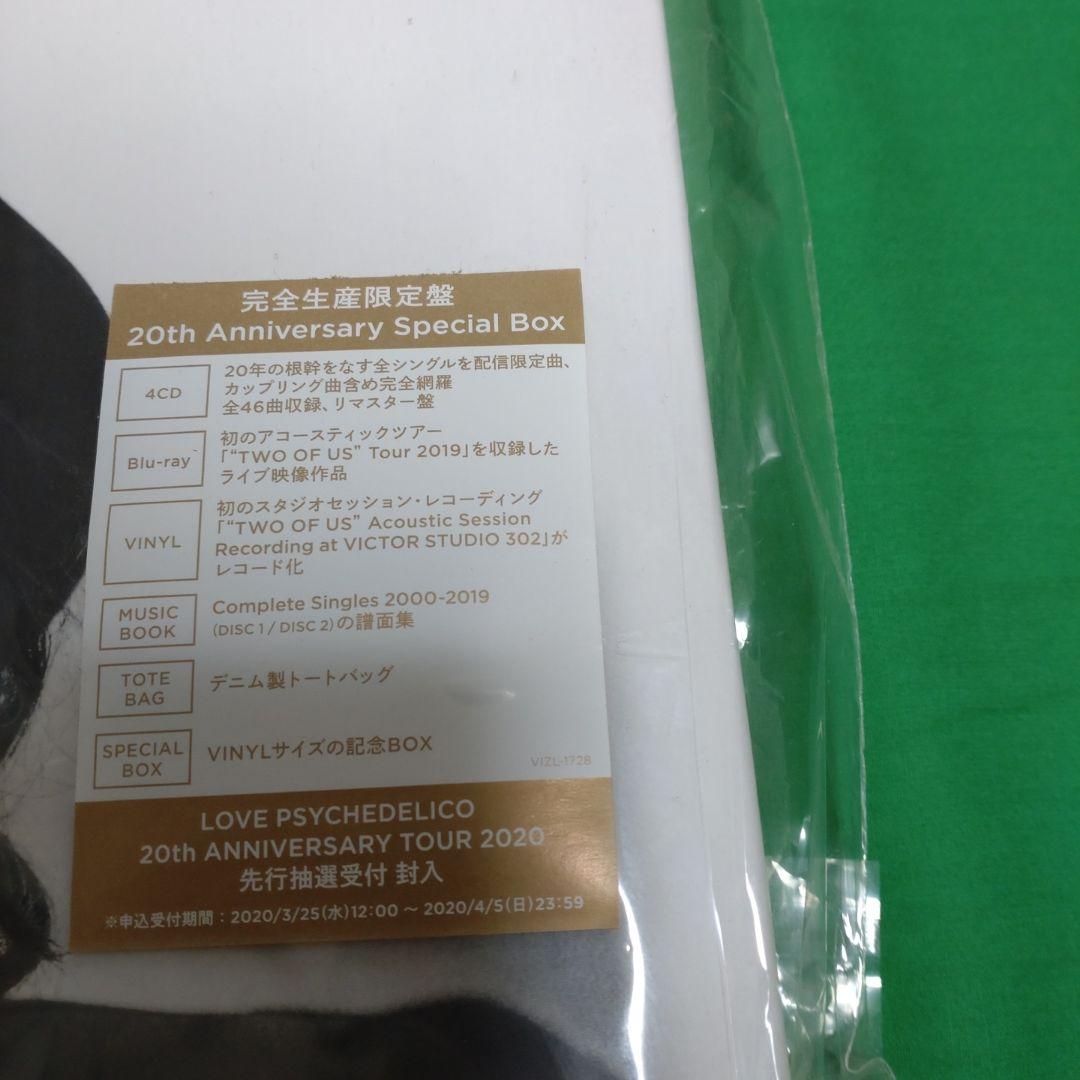 完全生産限定盤
20th Anniversary Special Box
4CD
20年の根幹をなす全シングルを配信限定曲、
カップリング曲含め完全網羅
全46曲収録、リマスター盤
Blu-ray
初のアコースティックツアー
「“TWO OF US” Tour 2019」を収録した
ライブ映像作品
VINYL
初のスタジオセッション・レコーディング
「“TWO OF US” Acoustic Session
Recording at VICTOR STUDIO 302」が
レコード化
MUSIC
BOOK
Complete Singles 2000-2019
(DISC 1 / DISC 2)の譜面集
TOTE
BAG
デニム製トートバッグ
SPECIAL
BOX
VINYLサイズの記念BOX
VIZL-1728
LOVE PSYCHEDELICO
20th ANNIVERSARY TOUR 2020
先行抽選受付 封入
※申込受付期間：2020/3/25(水)12:00 ～ 2020/4/5(日)23:59